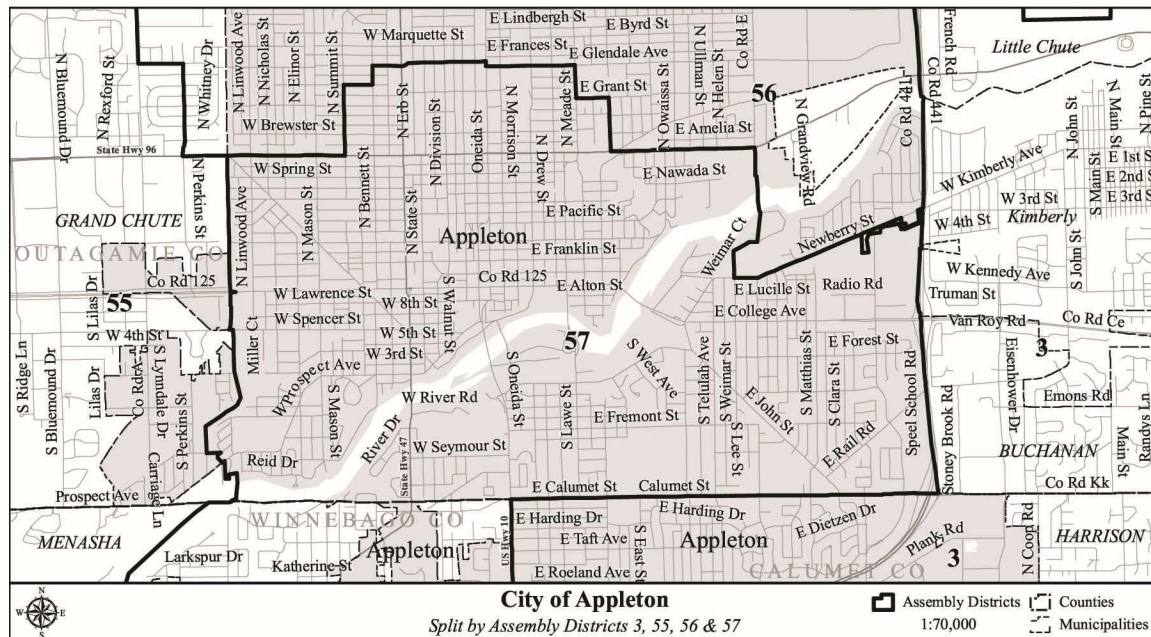 E Lindbergh St
E Byrd St
W Marquette St
E Frances St
E Glendale Ave
E Grant St
N Bluemound Dr
N Rexford St
N Whitney Dr
N Linwood Ave
N Nicholas St
N Elinor St
N Summit St
N Erb St
N Division St
Oneida St
N Morrison St
N Meade St
N Drew St
N Owaissa St
N Ullman St
N Helen St
Co Rd E
56
N Grandview Rd
Co Rd 441
French Rd
Co Rd 441
Little Chute
N John St
N Main St
N Pine St
W Brewster St
State Hwy 96
E Amelia St
W Spring St
N Perkins St
N Linwood Ave
N Mason St
N Bennett St
N State St
E Nawada St
W Kimberly Ave
E 1st St
E 2nd S
E 3rd S
W 3rd St
S Main St
W 4th St
Kimberly
GRAND CHUTE
OUTAGAMIE CO
E Pacific St
Appleton
E Franklin St
Weimar Ct
Newberry St
S John St
Co Rd 125
Co Rd 125
W Kennedy Ave
E Alton St
E Lucille St
Radio Rd
Truman St
55
S Lilas Dr
W Lawrence St
W 8th St
S Walnut St
E College Ave
W Spencer St
W 5th St
57
Van Roy Rd
Co Rd Ce
W 4th St
W 3rd St
E Forest St
3
S Ridge Ln
S Bluemound Dr
Lilas Dr
Co Rd A
S Lynndale Dr
S Perkins St
Miller Ct
W Prospect Ave
S Mason St
River Dr
W River Rd
S Oneida St
S Lawe St
S West Ave
E Fremont St
S Telulah Ave
S Weimar St
S Lee St
E John St
S Matthias St
S Clara St
E Rail Rd
Speel School Rd
Stoney Brook Rd
Eisenhower Dr
Emons Rd
Main St
Randys Ln
W Seymour St
Reid Dr
State Hwy 47
Carriage Ln
BUCHANAN
Prospect Ave
E Calumet St
Calumet St
Co Rd Kk
WINNEBAGO CO
MENASHA
US Hwy 10
E Harding Dr
E Harding Dr
E Dietzen Dr
E Taft Ave
S East St
Appleton
Plank Rd
N Coop Rd
HARRISON
Larkspur Dr
Appleton
Katherine St
E Roeland Ave
CALUMET CO
3
N
W
E
S
City of Appleton
Split by Assembly Districts 3, 55, 56 & 57
Assembly Districts
1:70,000
Counties
Municipalities